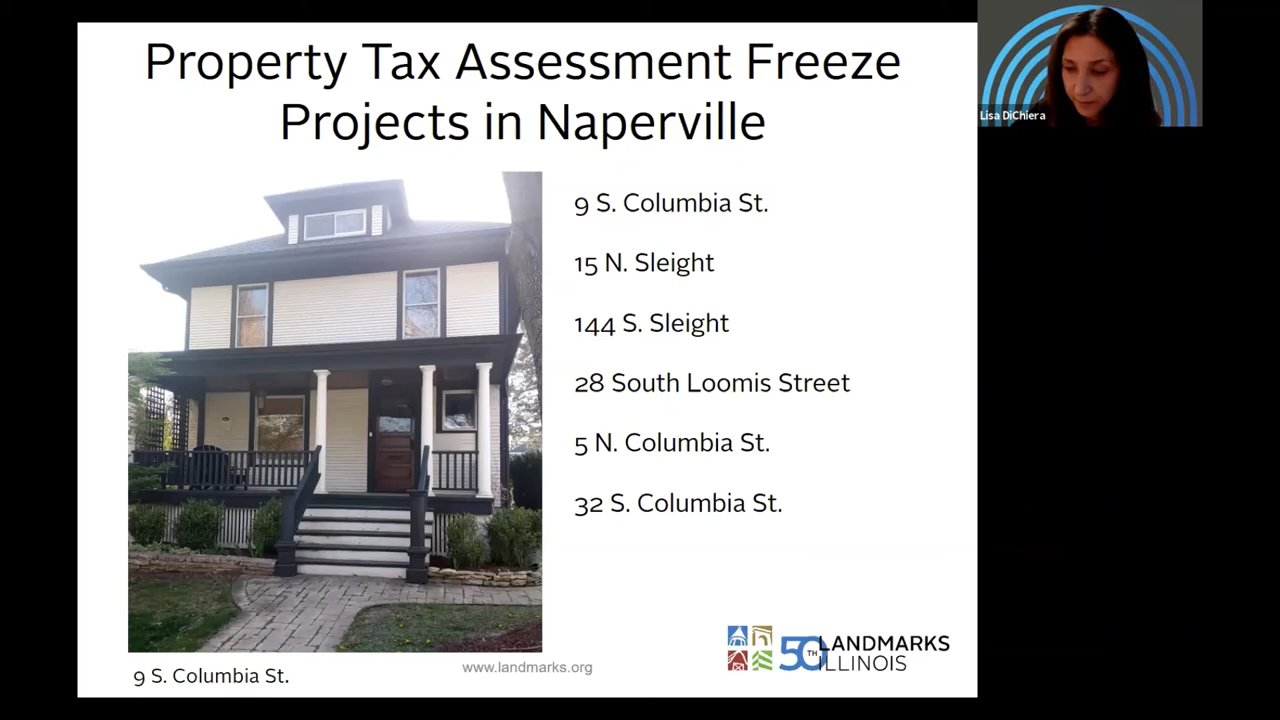 Property Tax Assessment Freeze
Projects in Naperville
9 S. Columbia St.
15 N. Sleight
144 S. Sleight
28 South Loomis Street
5 N. Columbia St.
32 S. Columbia St.
9 S. Columbia St.
www.landmarks.org
50TH LANDMARKS
ILLINOIS
Lisa DiChiera